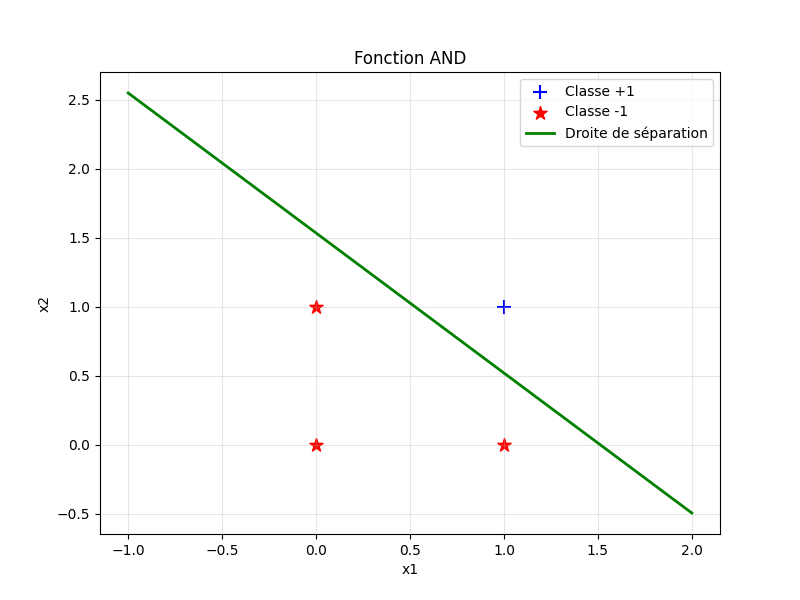 Fonction AND
Classe +1
Classe -1
Droite de séparation
2.5
2.0
1.5
1.0
0.5
0.0
−0.5
x2
−1.0 −0.5 0.0 0.5 1.0 1.5 2.0
x1